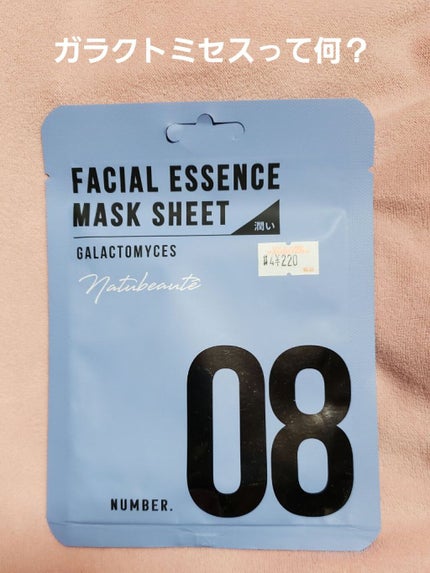 ガラクトミセスって何？
FACIAL ESSENCE
MASK SHEET
潤い
GALACTOMYCES
Natubeauté
¥220
08
NUMBER.